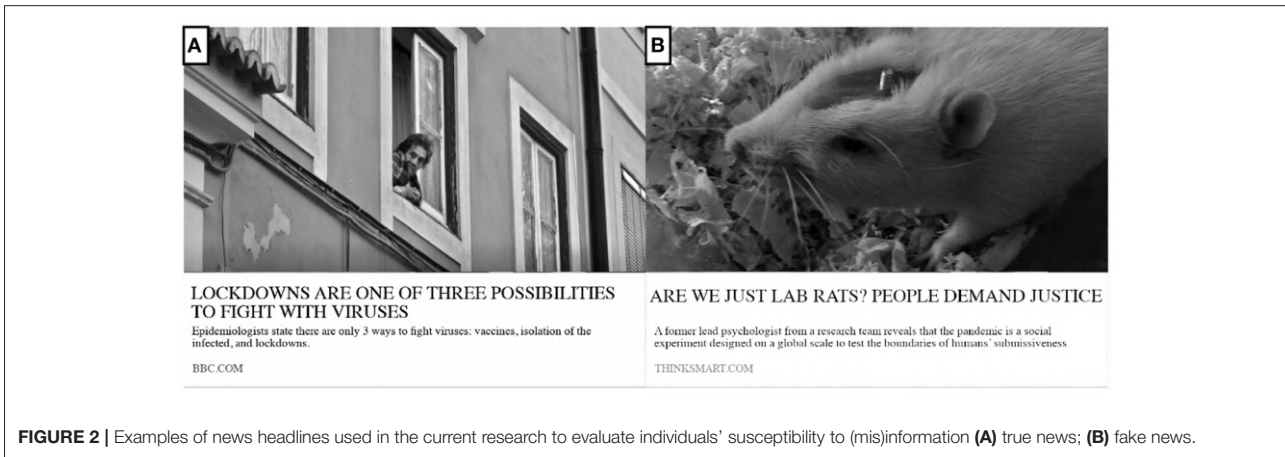 A
B
LOCKDOWNS ARE ONE OF THREE POSSIBILITIES
TO FIGHT WITH VIRUSES
Epidemiologists state there are only 3 ways to fight viruses: vaccines, isolation of the
infected, and lockdowns.
BBC.COM
ARE WE JUST LAB RATS? PEOPLE DEMAND JUSTICE
A former lead psychologist from a research team reveals that the pandemic is a social
experiment designed on a global scale to test the boundaries of humans' submissiveness
THINKSMART.COM
FIGURE 2 | Examples of news headlines used in the current research to evaluate individuals' susceptibility to (mis)information (A) true news; (B) fake news.